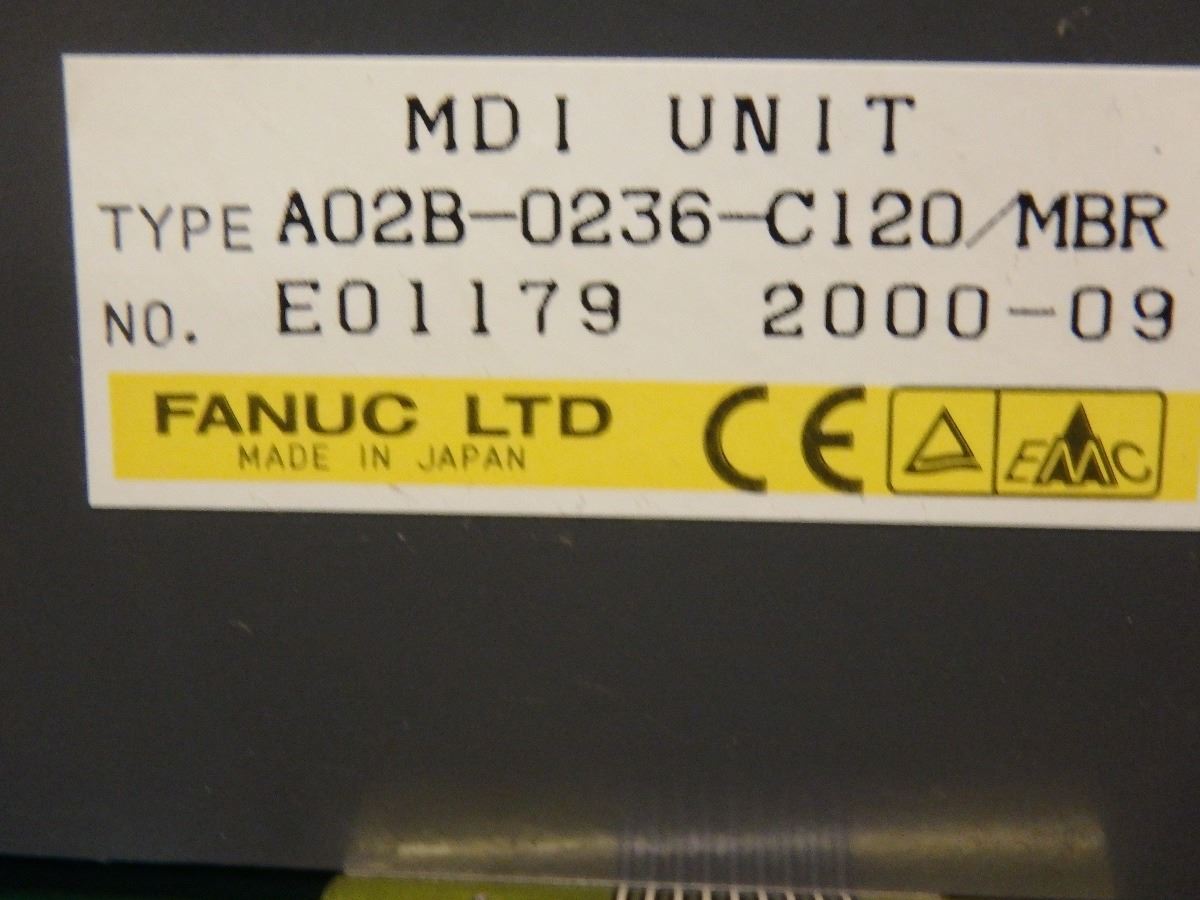 MDI UNIT
TYPE A02B-0236-C120/MBR
NO. E01179 2000-09
FANUC LTD
MADE IN JAPAN
CE
EMC